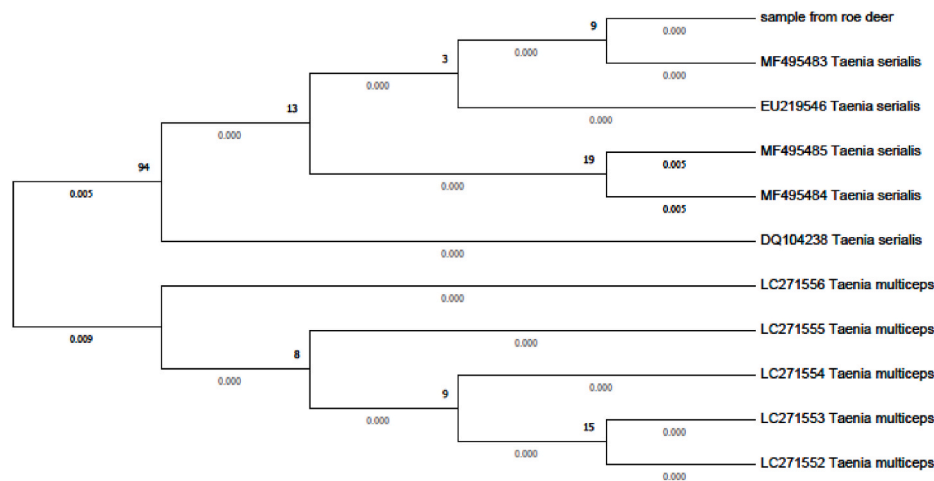 sample from roe deer
9
0.000
0.000
3
MF495483 Taenia serialis
0.000
0.000
13
EU219546 Taenia serialis
0.000
0.000
94
MF495485 Taenia serialis
19
0.005
0.000
0.005
MF495484 Taenia serialis
0.005
DQ104238 Taenia serialis
0.000
LC271556 Taenia multiceps
0.000
0.009
LC271555 Taenia multiceps
8
0.000
0.000
LC271554 Taenia multiceps
9
0.000
0.000
LC271553 Taenia multiceps
15
0.000
0.000
LC271552 Taenia multiceps
0.000